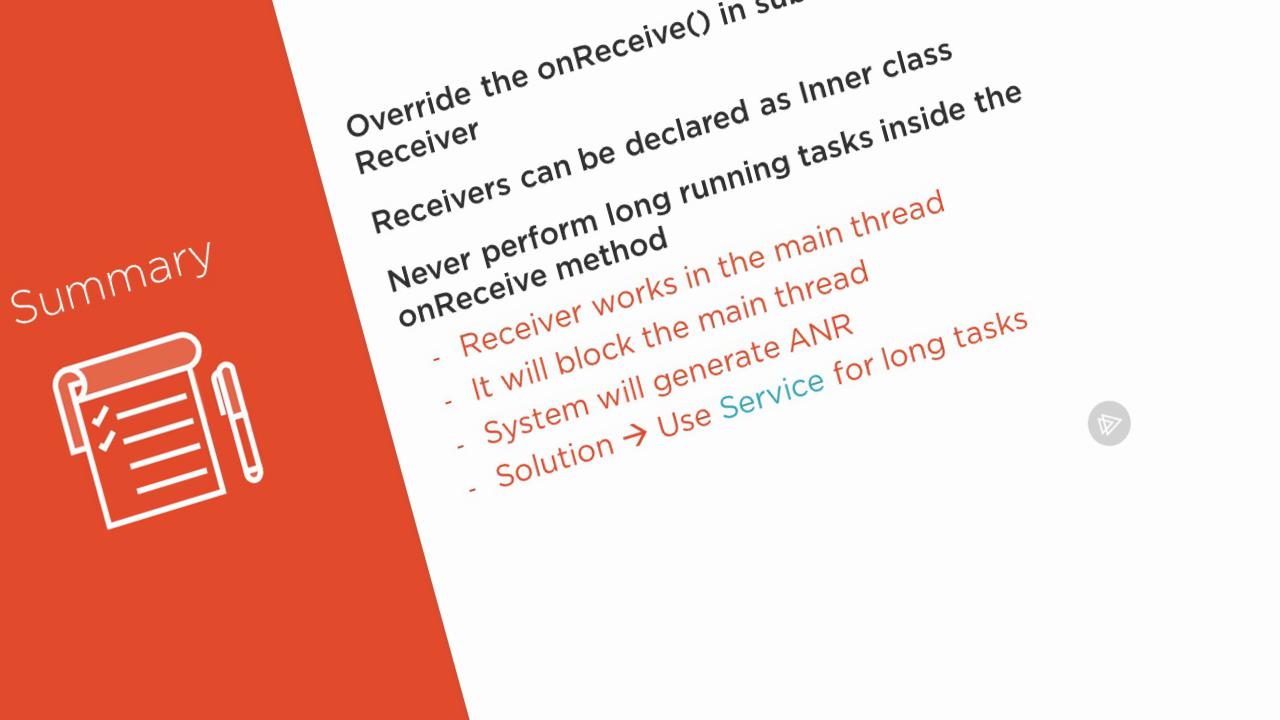 Summary
Override the onReceive() in
Receiver
Receivers can be declared as Inner class
Never perform long running tasks inside the
onReceive method
- Receiver works in the main thread
- It will block the main thread
- System will generate ANR
- Solution → Use Service for long tasks